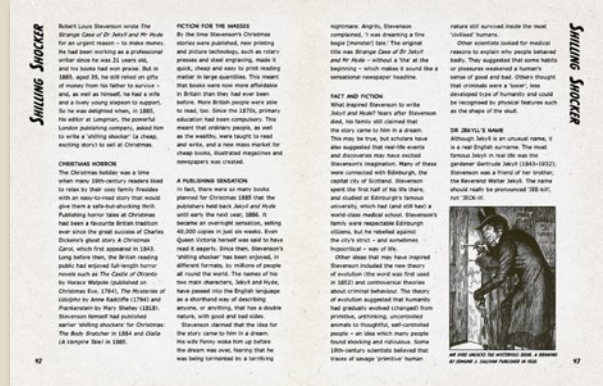 SHILLING SHOCKER
Robert Louis Stevenson wrote The
Strange Case of Dr Jekyll and Mr Hyde
for an urgent reason – to make money.
He had been working as a professional
writer since he was 21 years old,
and his books had won praise. But in
1885, aged 35, he still relied on gifts
of money from his father to survive –
and, as well as himself, he had a wife
and a lively young stepson to support.
So he was delighted when, in 1885,
his editor at Longman, the powerful
London publishing company, asked him
to write a 'shilling shocker' (a cheap,
exciting story) to sell at Christmas.
CHRISTMAS HORROR
The Christmas holiday was a time
when many 19th-century readers liked
to relax by their cosy family firesides
with an easy-to-read story that would
give them a safe-but-shocking thrill.
Publishing horror tales at Christmas
had been a favourite British tradition
ever since the great success of Charles
Dickens's ghost story A Christmas
Carol, which first appeared in 1843.
Long before then, the British reading
public had enjoyed full-length horror
novels such as The Castle of Otranto
by Horace Walpole (published on
Christmas Eve, 1764), The Mysteries of
Udolpho by Anne Radcliffe (1794) and
Frankenstein by Mary Shelley (1818).
Stevenson himself had published
earlier 'shilling shockers' for Christmas:
The Body Snatcher in 1884 and Olalla
(A Vampire Tale) in 1885.
FICTION FOR THE MASSES
By the time Stevenson's Christmas
stories were published, new printing
and picture technology, such as rotary
presses and steel engraving, made it
quick, cheap and easy to print reading
matter in large quantities. This meant
that books were now more affordable
in Britain than they had ever been
before. More British people were able
to read, too. Since the 1870s, primary
education had been compulsory. This
meant that ordinary people, as well
as the wealthy, were taught to read
and write, and a new mass market for
cheap books, illustrated magazines and
newspapers was created.
A PUBLISHING SENSATION
In fact, there were so many books
planned for Christmas 1885 that the
publishers held back Jekyll and Hyde
until early the next year, 1886. It
became an overnight sensation, selling
40,000 copies in just six weeks. Even
Queen Victoria herself was said to have
read it eagerly. Since then, Stevenson's
'shilling shocker' has been enjoyed, in
different formats, by millions of people
all round the world. The names of his
two main characters, Jekyll and Hyde,
have passed into the English language
as a shorthand way of describing
anyone, or anything, that has a double
nature, with good and bad sides.
Stevenson claimed that the idea for
the story came to him in a dream.
His wife Fanny woke him up before
the dream was over, fearing that he
was being tormented by a terrifying
47
nightmare. Angrily, Stevenson
complained, 'I was dreaming a fine
bogie [monster] tale.' The original
title was Strange Case of Dr Jekyll
and Mr Hyde – without a 'the' at the
beginning – which makes it sound like a
sensational newspaper headline.
FACT AND FICTION
What inspired Stevenson to write
Jekyll and Hyde? Years after Stevenson
died, his family still claimed that
the story came to him in a dream.
This may be true, but scholars have
also suggested that real-life events
and discoveries may have excited
Stevenson's imagination. Many of these
were connected with Edinburgh, the
capital city of Scotland. Stevenson
spent the first half of his life there,
and studied at Edinburgh's famous
university, which had (and still has) a
world-class medical school. Stevenson's
family were respectable Edinburgh
citizens, but he rebelled against
the city's strict – and sometimes
hypocritical – way of life.
Other ideas that may have inspired
Stevenson included the new theory
of evolution (the word was first used
in 1852) and controversial theories
about criminal behaviour. The theory
of evolution suggested that humanity
had gradually evolved (changed) from
primitive, unthinking, uncontrolled
animals to thoughtful, self-controlled
people – an idea which many people
found shocking and ridiculous. Some
19th-century scientists believed that
traces of savage 'primitive' human
nature still survived inside the most
'civilised' humans.
Other scientists looked for medical
reasons to explain why people behaved
badly. They suggested that some habits
or pleasures weakened a human's
sense of good and bad. Others thought
that criminals were a 'lower', less
developed type of humanity and could
be recognised by physical features such
as the shape of the skull.
DR JEKYLL'S NAME
Although Jekyll is an unusual name, it
is a real English surname. The most
famous Jekyll in real life was the
gardener Gertrude Jekyll (1843–1932);
Stevenson was a friend of her brother,
the Reverend Walter Jekyll. The name
should really be pronounced 'JEE-kill',
not 'JECK-ill'.
MR HYDE UNLOCKS THE MYSTERIOUS DOOR. A DRAWING
BY EDMUND J. SULLIVAN PUBLISHED IN 1928.
SHILLING SHOCKER
47